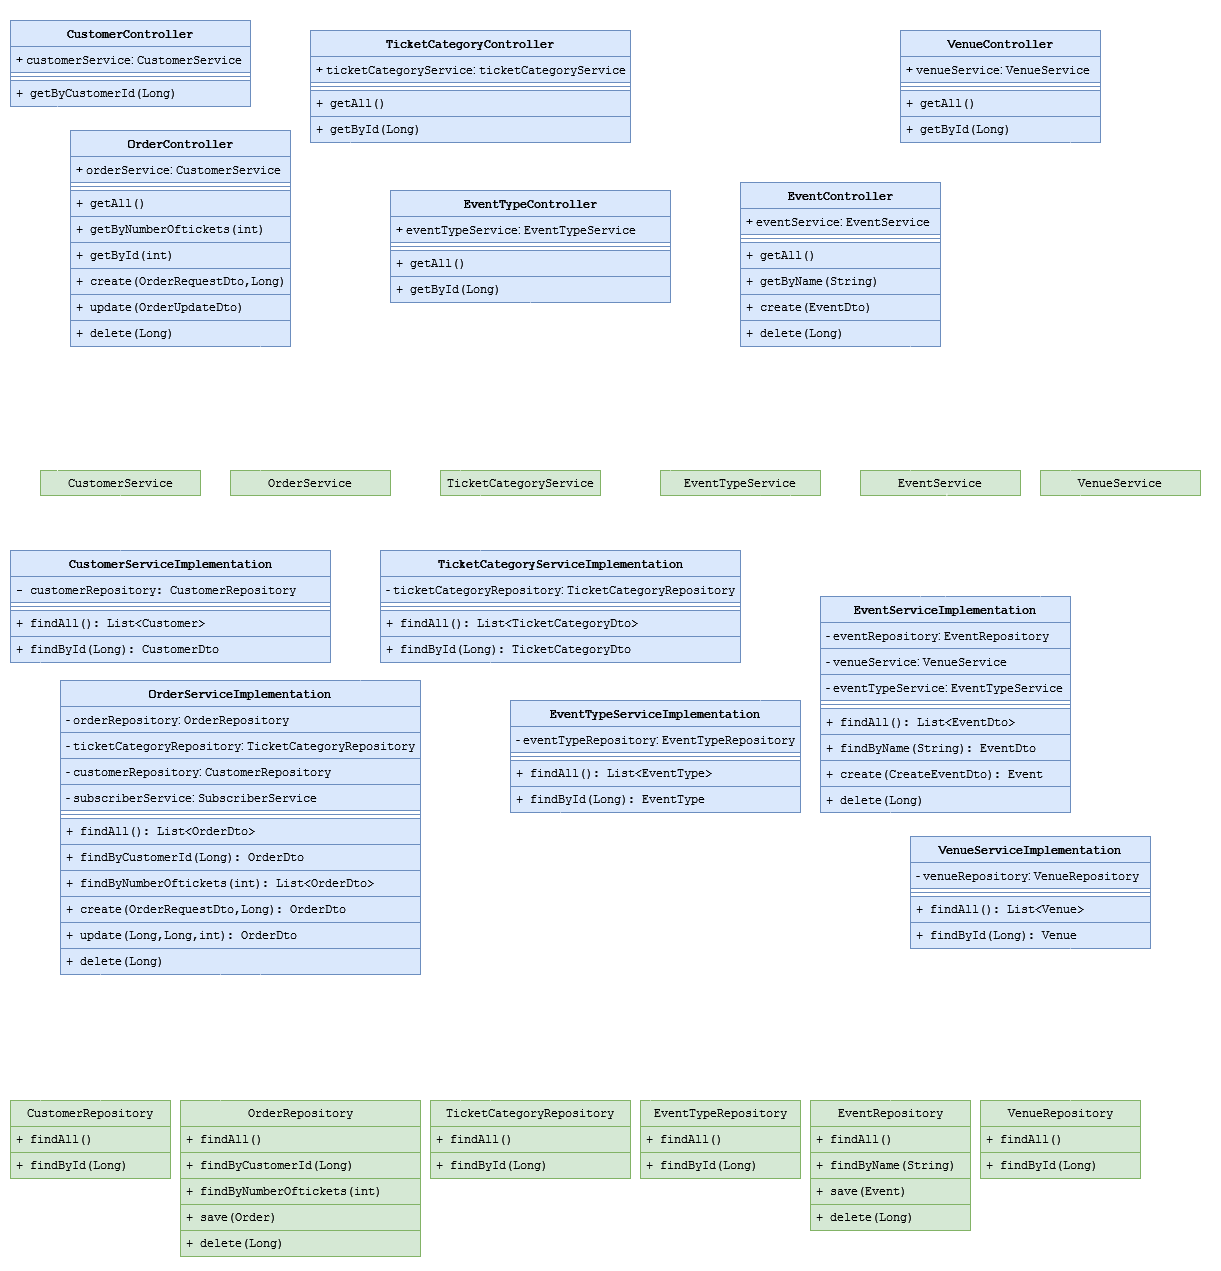 CustomerController
+ customerService: CustomerService
+ getByCustomerId(Long)
TicketCategoryController
+ ticketCategoryService: ticketCategoryService
+ getAll()
+ getById(Long)
VenueController
+ venueService: VenueService
+ getAll()
+ getById(Long)
OrderController
+ orderService: CustomerService
+ getAll()
+ getByNumberOftickets(int)
+ getById(int)
+ create(OrderRequestDto,Long)
+ update(OrderUpdateDto)
+ delete(Long)
EventTypeController
+ eventTypeService: EventTypeService
+ getAll()
+ getById(Long)
EventController
+ eventService: EventService
+ getAll()
+ getByName(String)
+ create(EventDto)
+ delete(Long)
CustomerService
OrderService
TicketCategoryService
EventTypeService
EventService
VenueService
CustomerServiceImplementation
- customerRepository: CustomerRepository
+ findAll(): List<Customer>
+ findById(Long): CustomerDto
TicketCategoryServiceImplementation
- ticketCategoryRepository: TicketCategoryRepository
+ findAll(): List<TicketCategoryDto>
+ findById(Long): TicketCategoryDto
EventServiceImplementation
- eventRepository: EventRepository
- venueService: VenueService
- eventTypeService: EventTypeService
+ findAll(): List<EventDto>
+ findByName(String): EventDto
+ create(CreateEventDto): Event
+ delete(Long)
OrderServiceImplementation
- orderRepository: OrderRepository
- ticketCategoryRepository: TicketCategoryRepository
- customerRepository: CustomerRepository
- subscriberService: SubscriberService
+ findAll(): List<OrderDto>
+ findByCustomerId(Long): OrderDto
+ findByNumberOftickets(int): List<OrderDto>
+ create(OrderRequestDto,Long): OrderDto
+ update(Long,Long,int): OrderDto
+ delete(Long)
EventTypeServiceImplementation
- eventTypeRepository: EventTypeRepository
+ findAll(): List<EventType>
+ findById(Long): EventType
VenueServiceImplementation
- venueRepository: VenueRepository
+ findAll(): List<Venue>
+ findById(Long): Venue
CustomerRepository
+ findAll()
+ findById(Long)
OrderRepository
+ findAll()
+ findByCustomerId(Long)
+ findByNumberOftickets(int)
+ save(Order)
+ delete(Long)
TicketCategoryRepository
+ findAll()
+ findById(Long)
EventTypeRepository
+ findAll()
+ findById(Long)
EventRepository
+ findAll()
+ findByName(String)
+ save(Event)
+ delete(Long)
VenueRepository
+ findAll()
+ findById(Long)